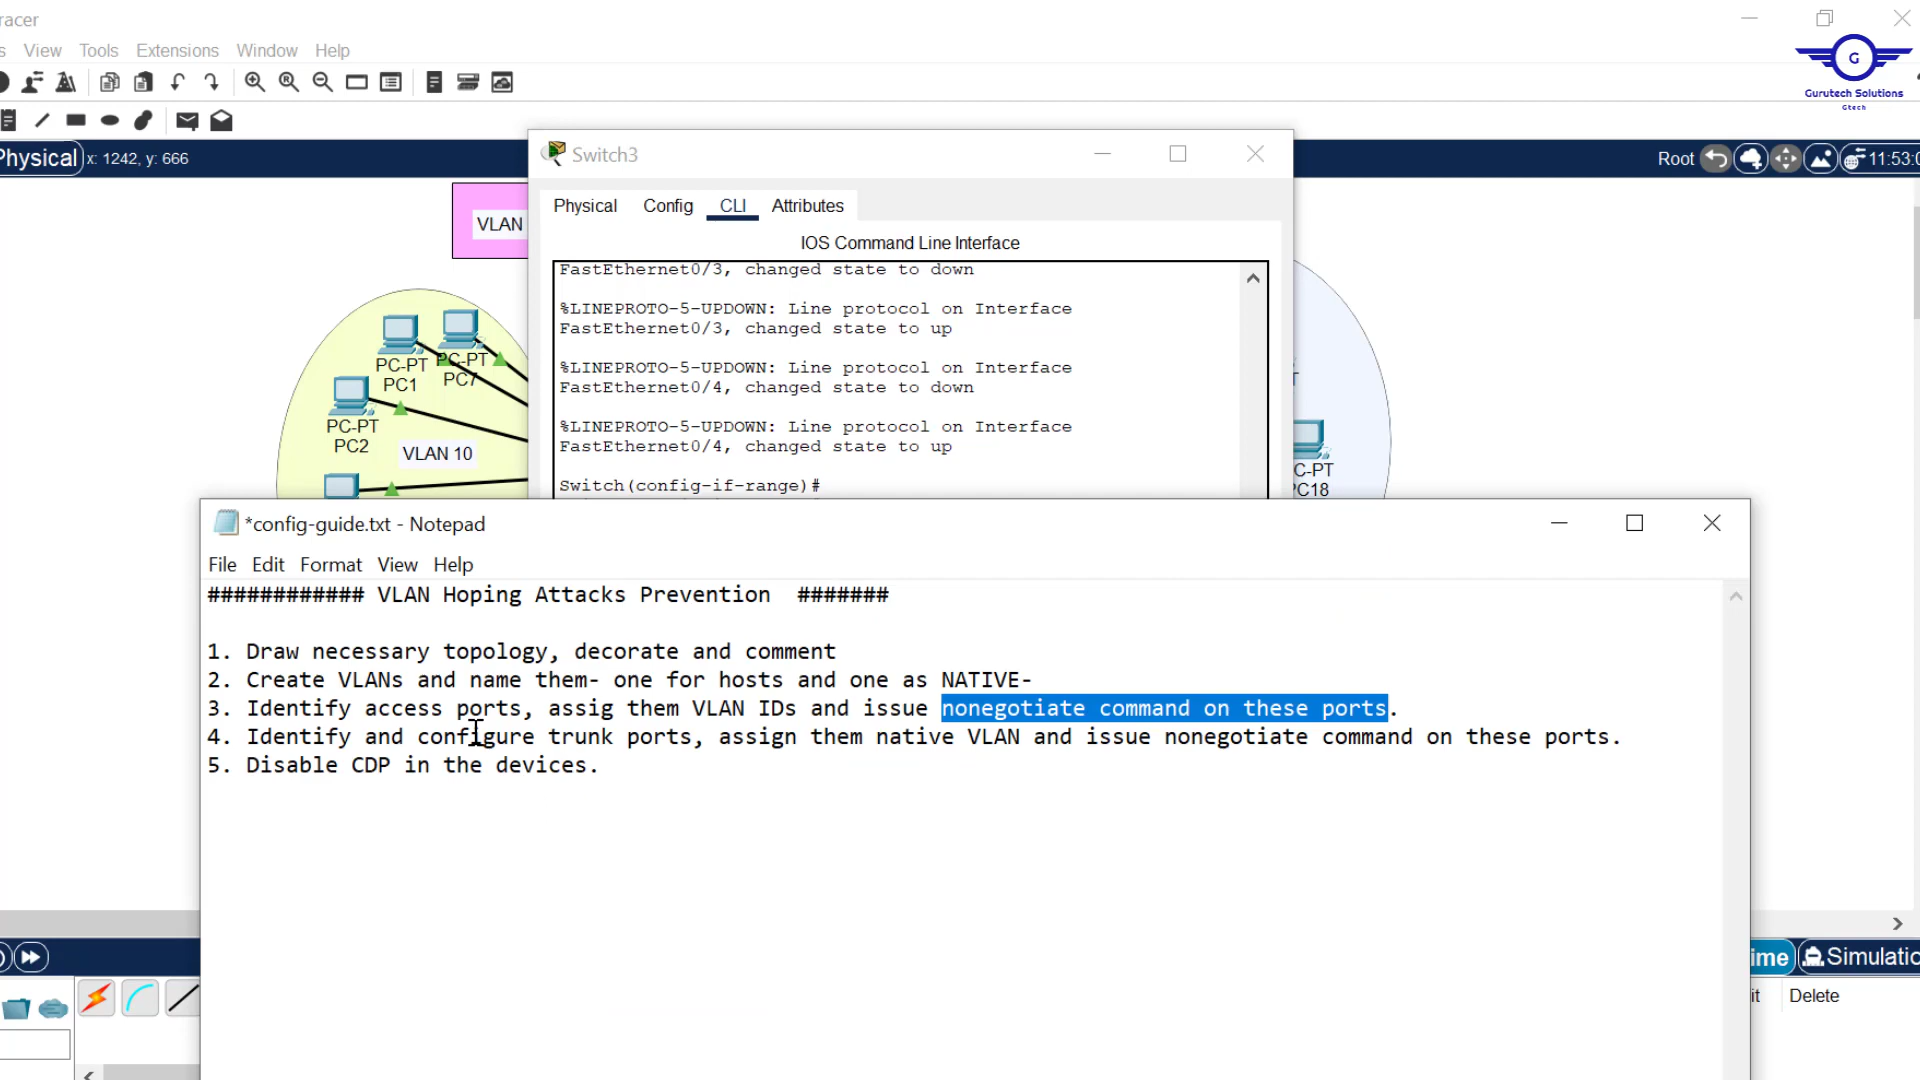 racer
s View Tools Extensions Window Help
G
Gurutech Solutions
Gtech
Physical x: 1242, y: 666
Root 11:53:0
Switch3
Physical Config CLI Attributes
IOS Command Line Interface
VLAN
FastEthernet0/3, changed state to down
%LINEPROTO-5-UPDOWN: Line protocol on Interface
FastEthernet0/3, changed state to up
%LINEPROTO-5-UPDOWN: Line protocol on Interface
FastEthernet0/4, changed state to down
%LINEPROTO-5-UPDOWN: Line protocol on Interface
FastEthernet0/4, changed state to up
Switch(config-if-range)#
PC-PT
PC1
PC-PT
PC7
PC-PT
PC2
VLAN 10
T
C-PT
PC18
*config-guide.txt - Notepad
File Edit Format View Help
############ VLAN Hoping Attacks Prevention #######
1. Draw necessary topology, decorate and comment
2. Create VLANs and name them- one for hosts and one as NATIVE-
3. Identify access ports, assig them VLAN IDs and issue nonegotiate command on these ports.
4. Identify and configure trunk ports, assign them native VLAN and issue nonegotiate command on these ports.
5. Disable CDP in the devices.
ime Simulatio
it Delete